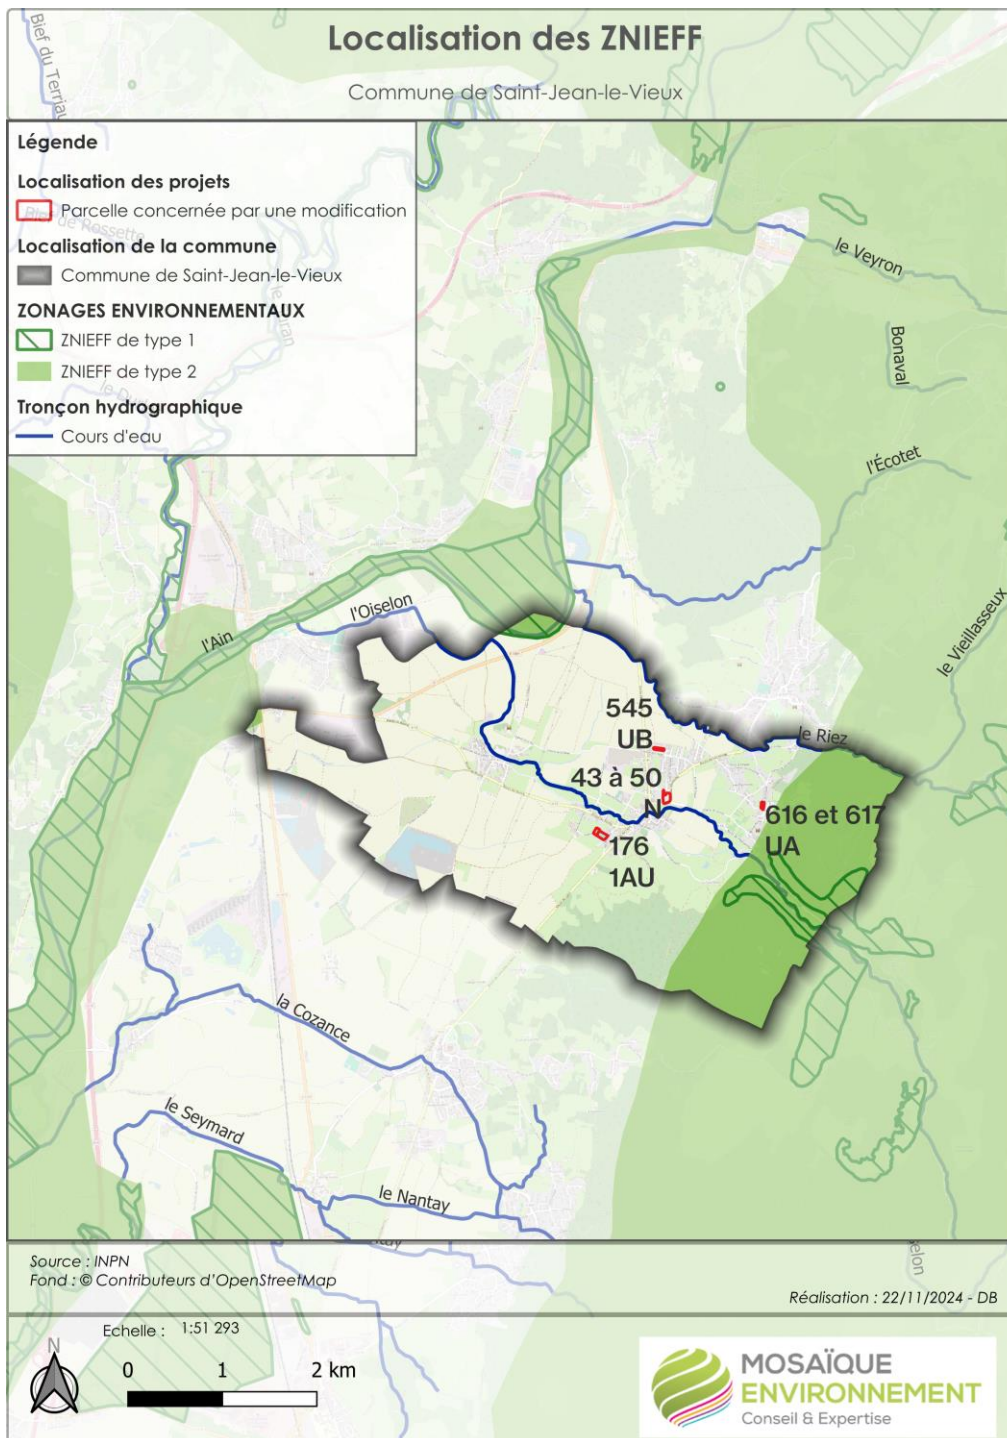 Localisation des ZNIEFF
Commune de Saint-Jean-le-Vieux
Bief du Terriau
Légende
Localisation des projets
Parcelle concernée par une modification
Bief de Rossette
Localisation de la commune
Commune de Saint-Jean-le-Vieux
ZONAGES ENVIRONNEMENTAUX
ZNIEFF de type 1
ZNIEFF de type 2
Tronçon hydrographique
Cours d'eau
le Veyron
Bonaval
l'Écotet
le Vieillasseux
l'Oiselon
l'Ain
le Riez
545
UB
43 à 50
N
616 et 617
UA
176
1AU
la Cozance
le Seymard
le Nantay
Source : INPN
Fond : © Contributeurs d'OpenStreetMap
Réalisation : 22/11/2024 - DB
Echelle : 1:51 293
N
0 1 2 km
MOSAÏQUE
ENVIRONNEMENT
Conseil & Expertise